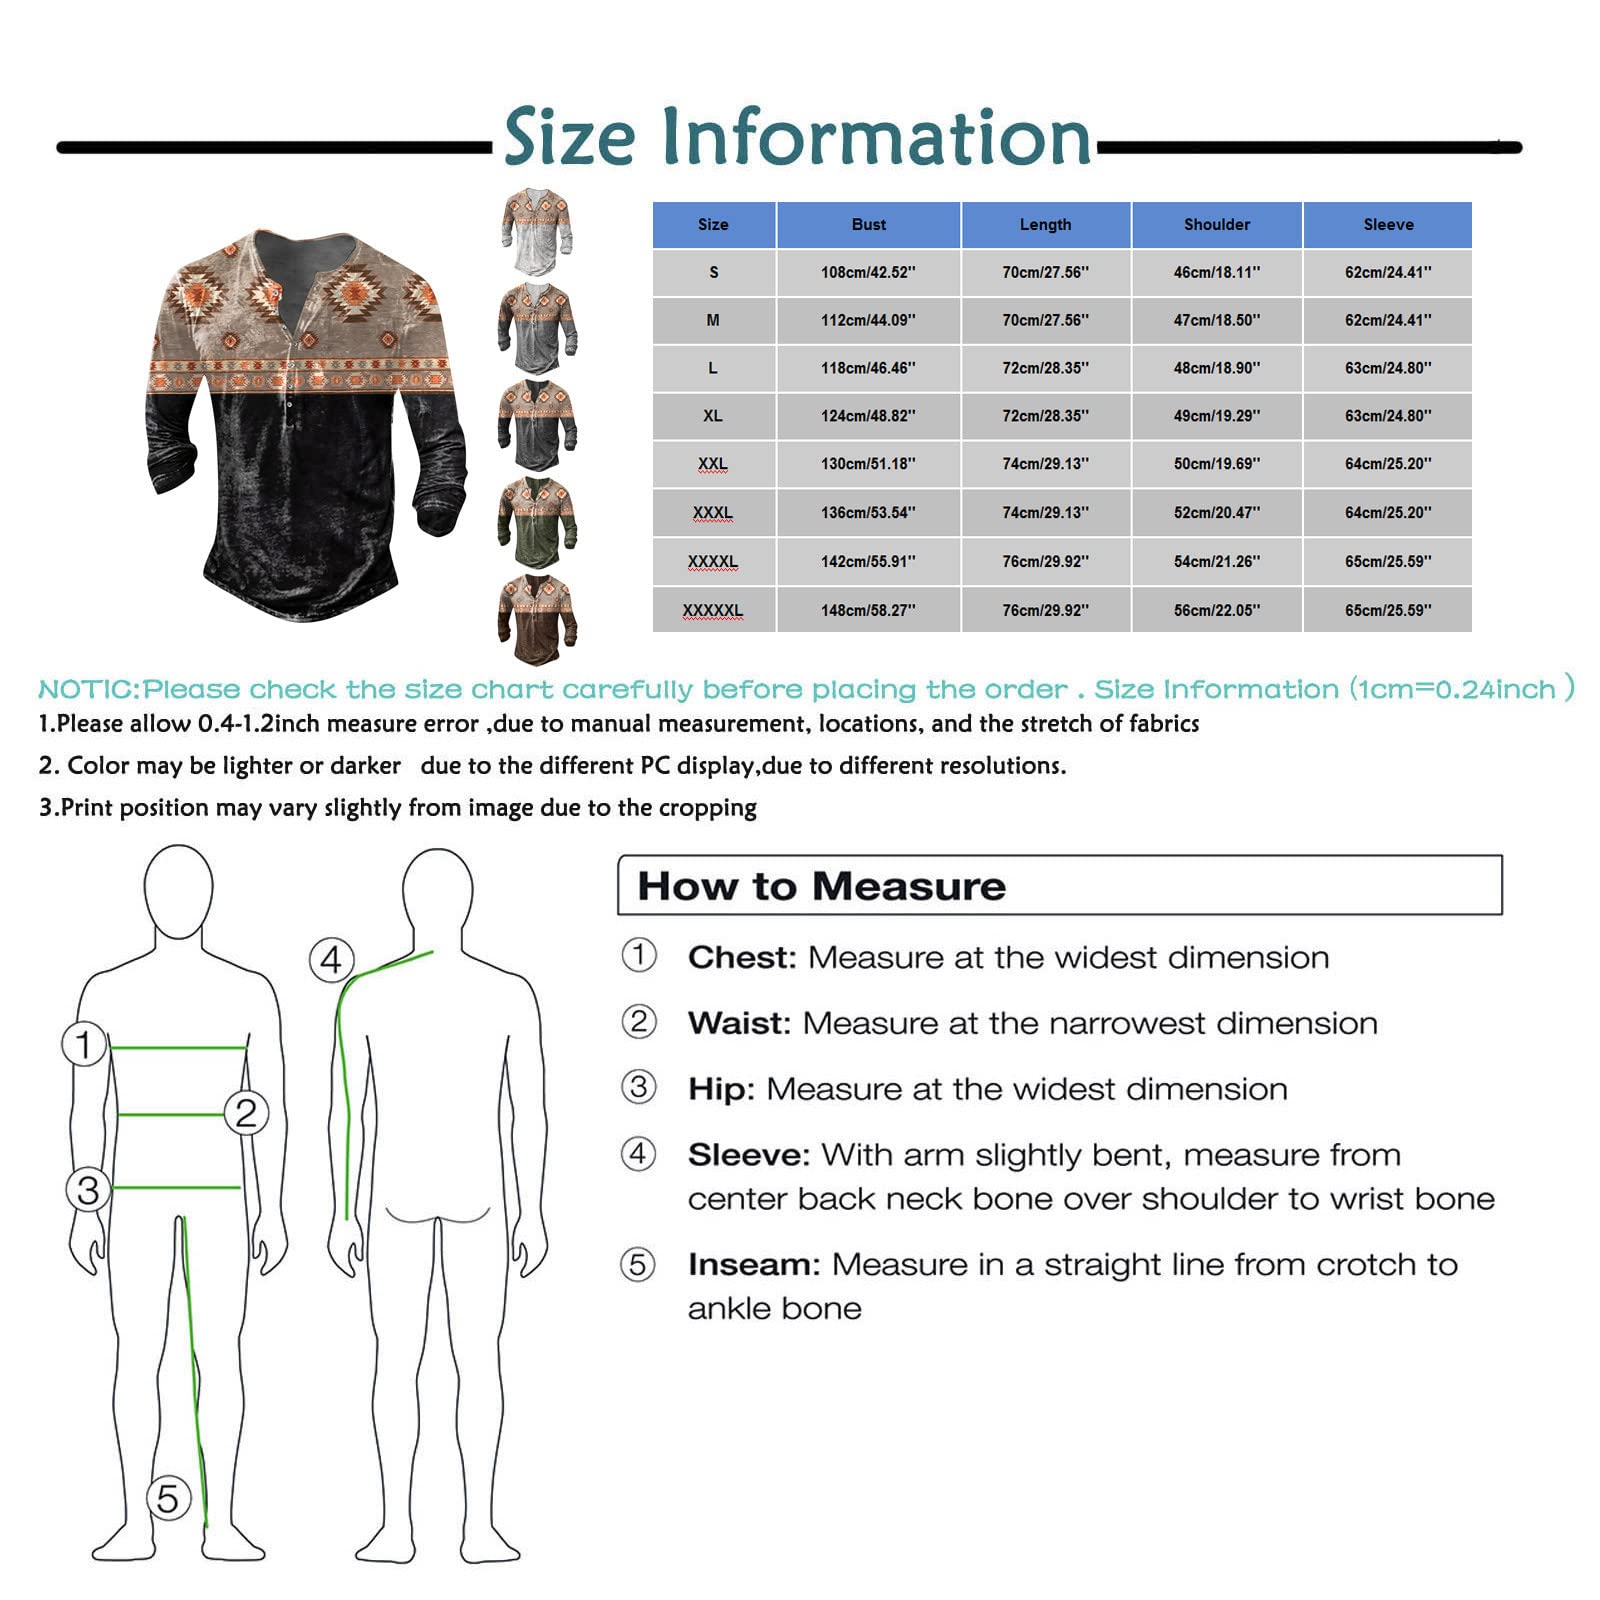 Size Information
Size Bust Length Shoulder Sleeve
S 108cm/42.52'' 70cm/27.56'' 46cm/18.11'' 62cm/24.41''
M 112cm/44.09'' 70cm/27.56'' 47cm/18.50'' 62cm/24.41''
L 118cm/46.46'' 72cm/28.35'' 48cm/18.90'' 63cm/24.80''
XL 124cm/48.82'' 72cm/28.35'' 49cm/19.29'' 63cm/24.80''
XXL 130cm/51.18'' 74cm/29.13'' 50cm/19.69'' 64cm/25.20''
XXXL 136cm/53.54'' 74cm/29.13'' 52cm/20.47'' 64cm/25.20''
XXXXL 142cm/55.91'' 76cm/29.92'' 54cm/21.26'' 65cm/25.59''
XXXXXL 148cm/58.27'' 76cm/29.92'' 56cm/22.05'' 65cm/25.59''
NOTIC:Please check the size chart carefully before placing the order . Size Information (1cm=0.24inch )
1.Please allow 0.4-1.2inch measure error ,due to manual measurement, locations, and the stretch of fabrics
2. Color may be lighter or darker due to the different PC display,due to different resolutions.
3.Print position may vary slightly from image due to the cropping
1
2
3
5
4
How to Measure
1 Chest: Measure at the widest dimension
2 Waist: Measure at the narrowest dimension
3 Hip: Measure at the widest dimension
4 Sleeve: With arm slightly bent, measure from
center back neck bone over shoulder to wrist bone
5 Inseam: Measure in a straight line from crotch to
ankle bone